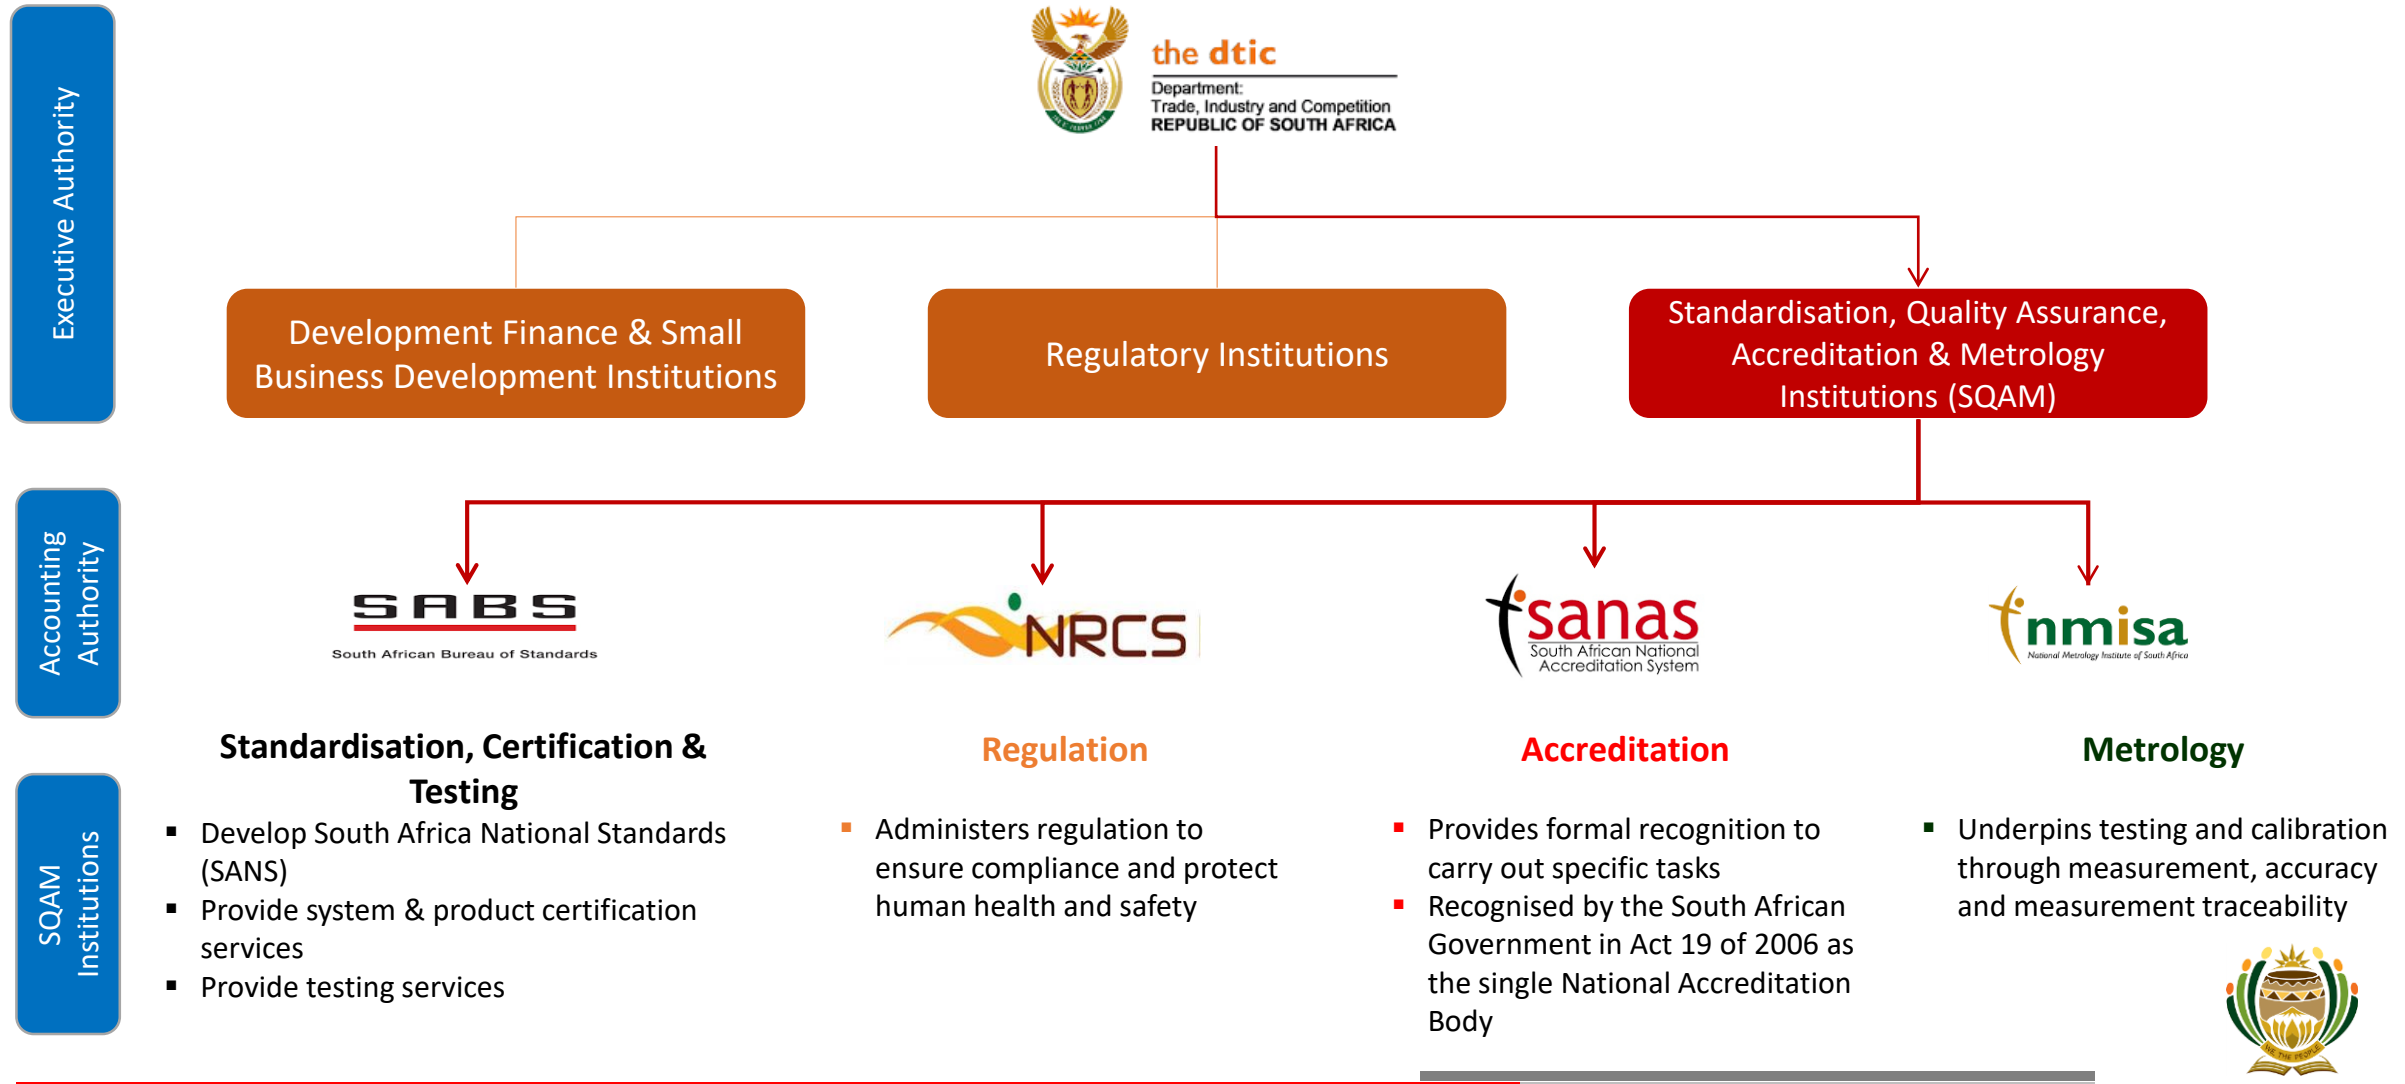 the dtic
Department:
Trade, Industry and Competition
REPUBLIC OF SOUTH AFRICA
Executive Authority
Development Finance & Small
Business Development Institutions
Regulatory Institutions
Standardisation, Quality Assurance,
Accreditation & Metrology
Institutions (SQAM)
Accounting
Authority
SABS
South African Bureau of Standards
NRCS
sanas
South African National
Accreditation System
nmisa
National Metrology Institute of South Africa
SQAM
Institutions
Standardisation, Certification &
Testing
▪ Develop South Africa National Standards
(SANS)
▪ Provide system & product certification
services
▪ Provide testing services
Regulation
▪ Administers regulation to
ensure compliance and protect
human health and safety
Accreditation
▪ Provides formal recognition to
carry out specific tasks
▪ Recognised by the South African
Government in Act 19 of 2006 as
the single National Accreditation
Body
Metrology
▪ Underpins testing and calibration
through measurement, accuracy
and measurement traceability
WE THE PEOPLE